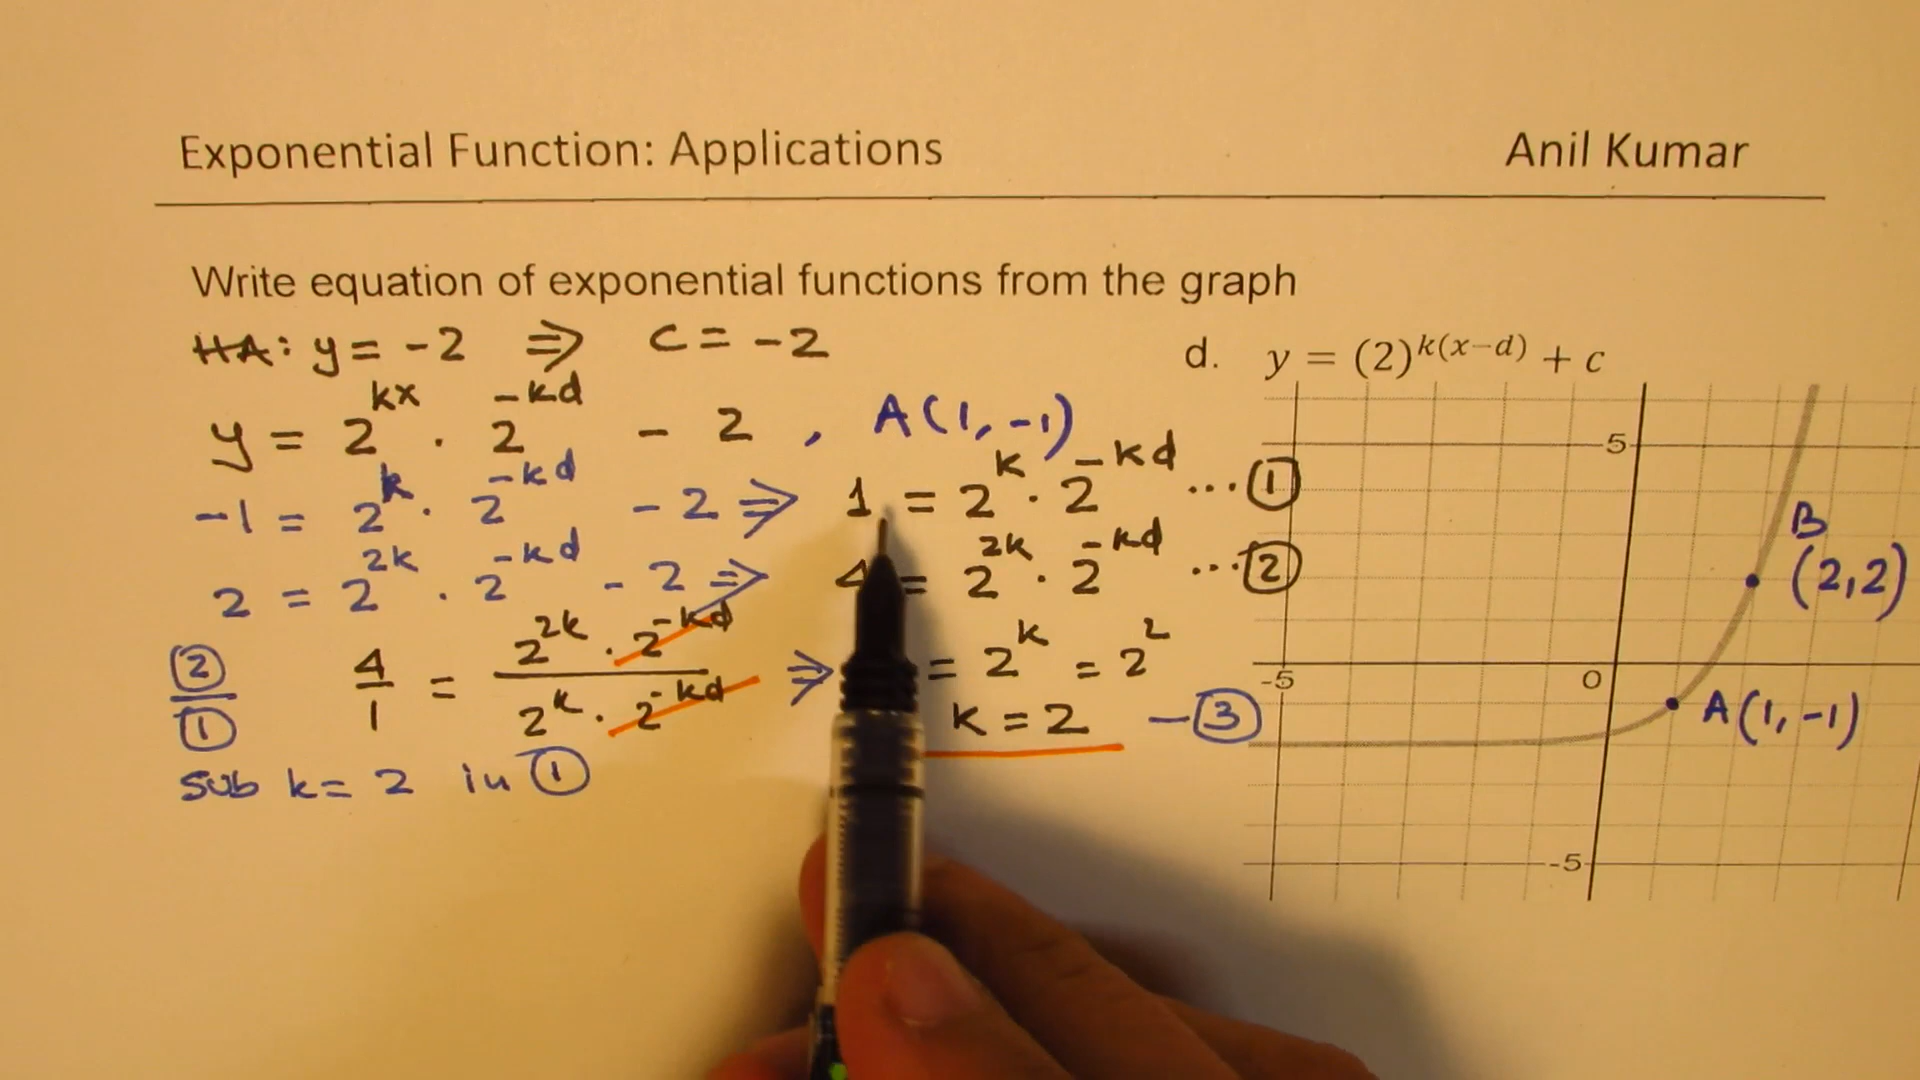 Exponential Function: Applications
Anil Kumar
Write equation of exponential functions from the graph
HA: y = -2 ⇒ c = -2
d. y = (2)^{k(x-d)} + c
y = 2^{kx} · 2^{-kd} - 2 , A(1, -1)
-1 = 2^{k} · 2^{-kd} - 2 ⇒ 1 = 2^{k} · 2^{-kd} ... ①
2 = 2^{2k} · 2^{-kd} - 2 ⇒ 4 = 2^{2k} · 2^{-kd} ... ②
②/① 4/1 = (2^{2k} · 2^{-kd})/(2^{k} · 2^{-kd}) ⇒ = 2^{k} = 2^{2}
k = 2 — ③
sub k = 2 in ①
5
B
(2,2)
-5
0
A(1, -1)
-5